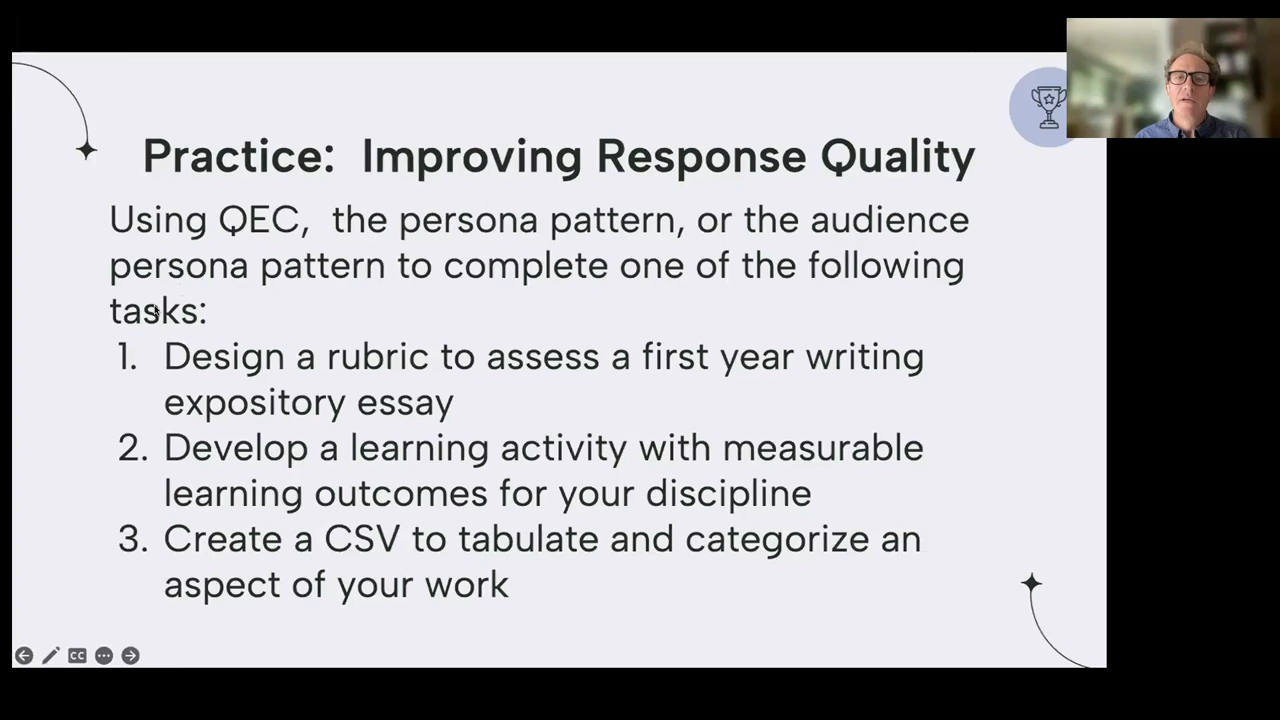 Practice: Improving Response Quality
Using QEC, the persona pattern, or the audience
persona pattern to complete one of the following
tasks:
1. Design a rubric to assess a first year writing
expository essay
2. Develop a learning activity with measurable
learning outcomes for your discipline
3. Create a CSV to tabulate and categorize an
aspect of your work
CC